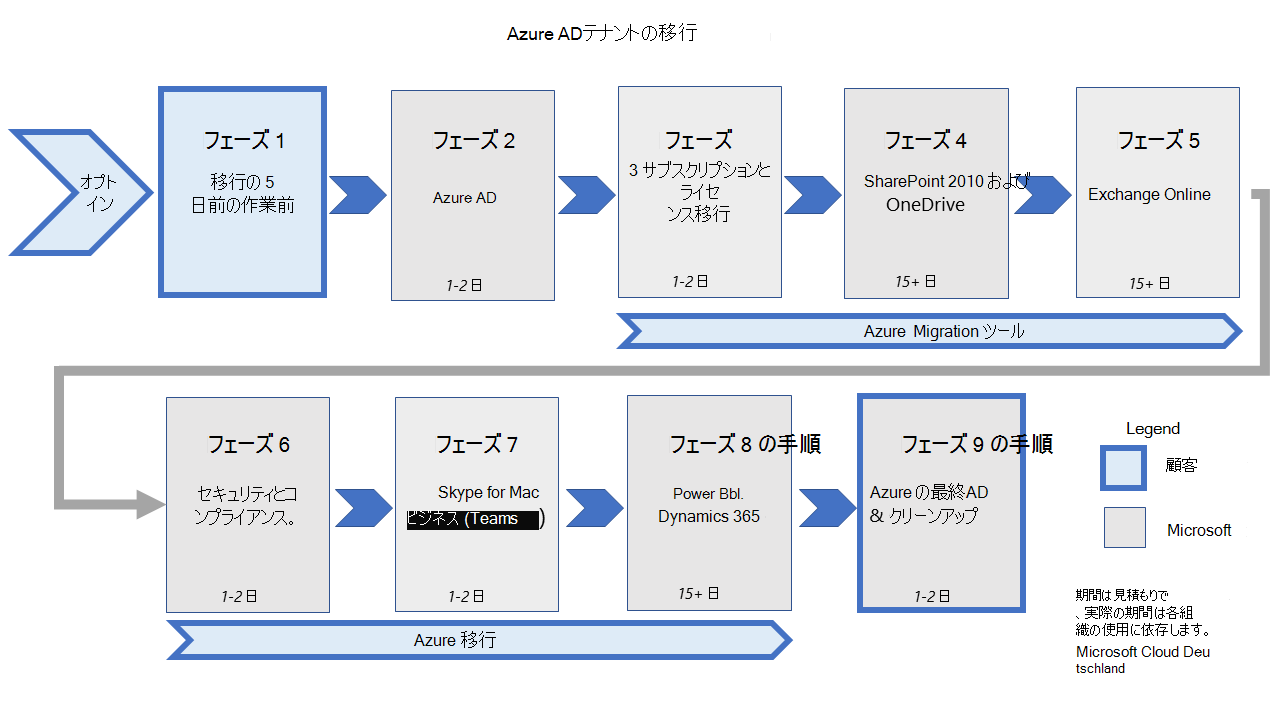 Azure ADテナントの移行
オプト
イン
フェーズ 1
移行の 5
日前の作業前
フェーズ 2
Azure AD
1-2 日
フェーズ
3 サブスクリプションと
ライセ
ンス移行
1-2 日
フェーズ 4
SharePoint 2010 および
OneDrive
15+ 日
フェーズ 5
Exchange Online
15+ 日
Azure Migration ツール
フェーズ 6
セキュリティとコ
ンプライアンス。
1-2 日
フェーズ 7
Skype for Mac
ビジネス (Teams )
1-2 日
フェーズ 8 の手順
Power Bbl.
Dynamics 365
15+ 日
フェーズ 9 の手順
Azure の最終AD
& クリーンアップ
1-2 日
Azure 移行
Legend
顧客
Microsoft
期間は見積もりで
、実際の期間は各組
織の使用に依存します。
Microsoft Cloud Deu
tschland